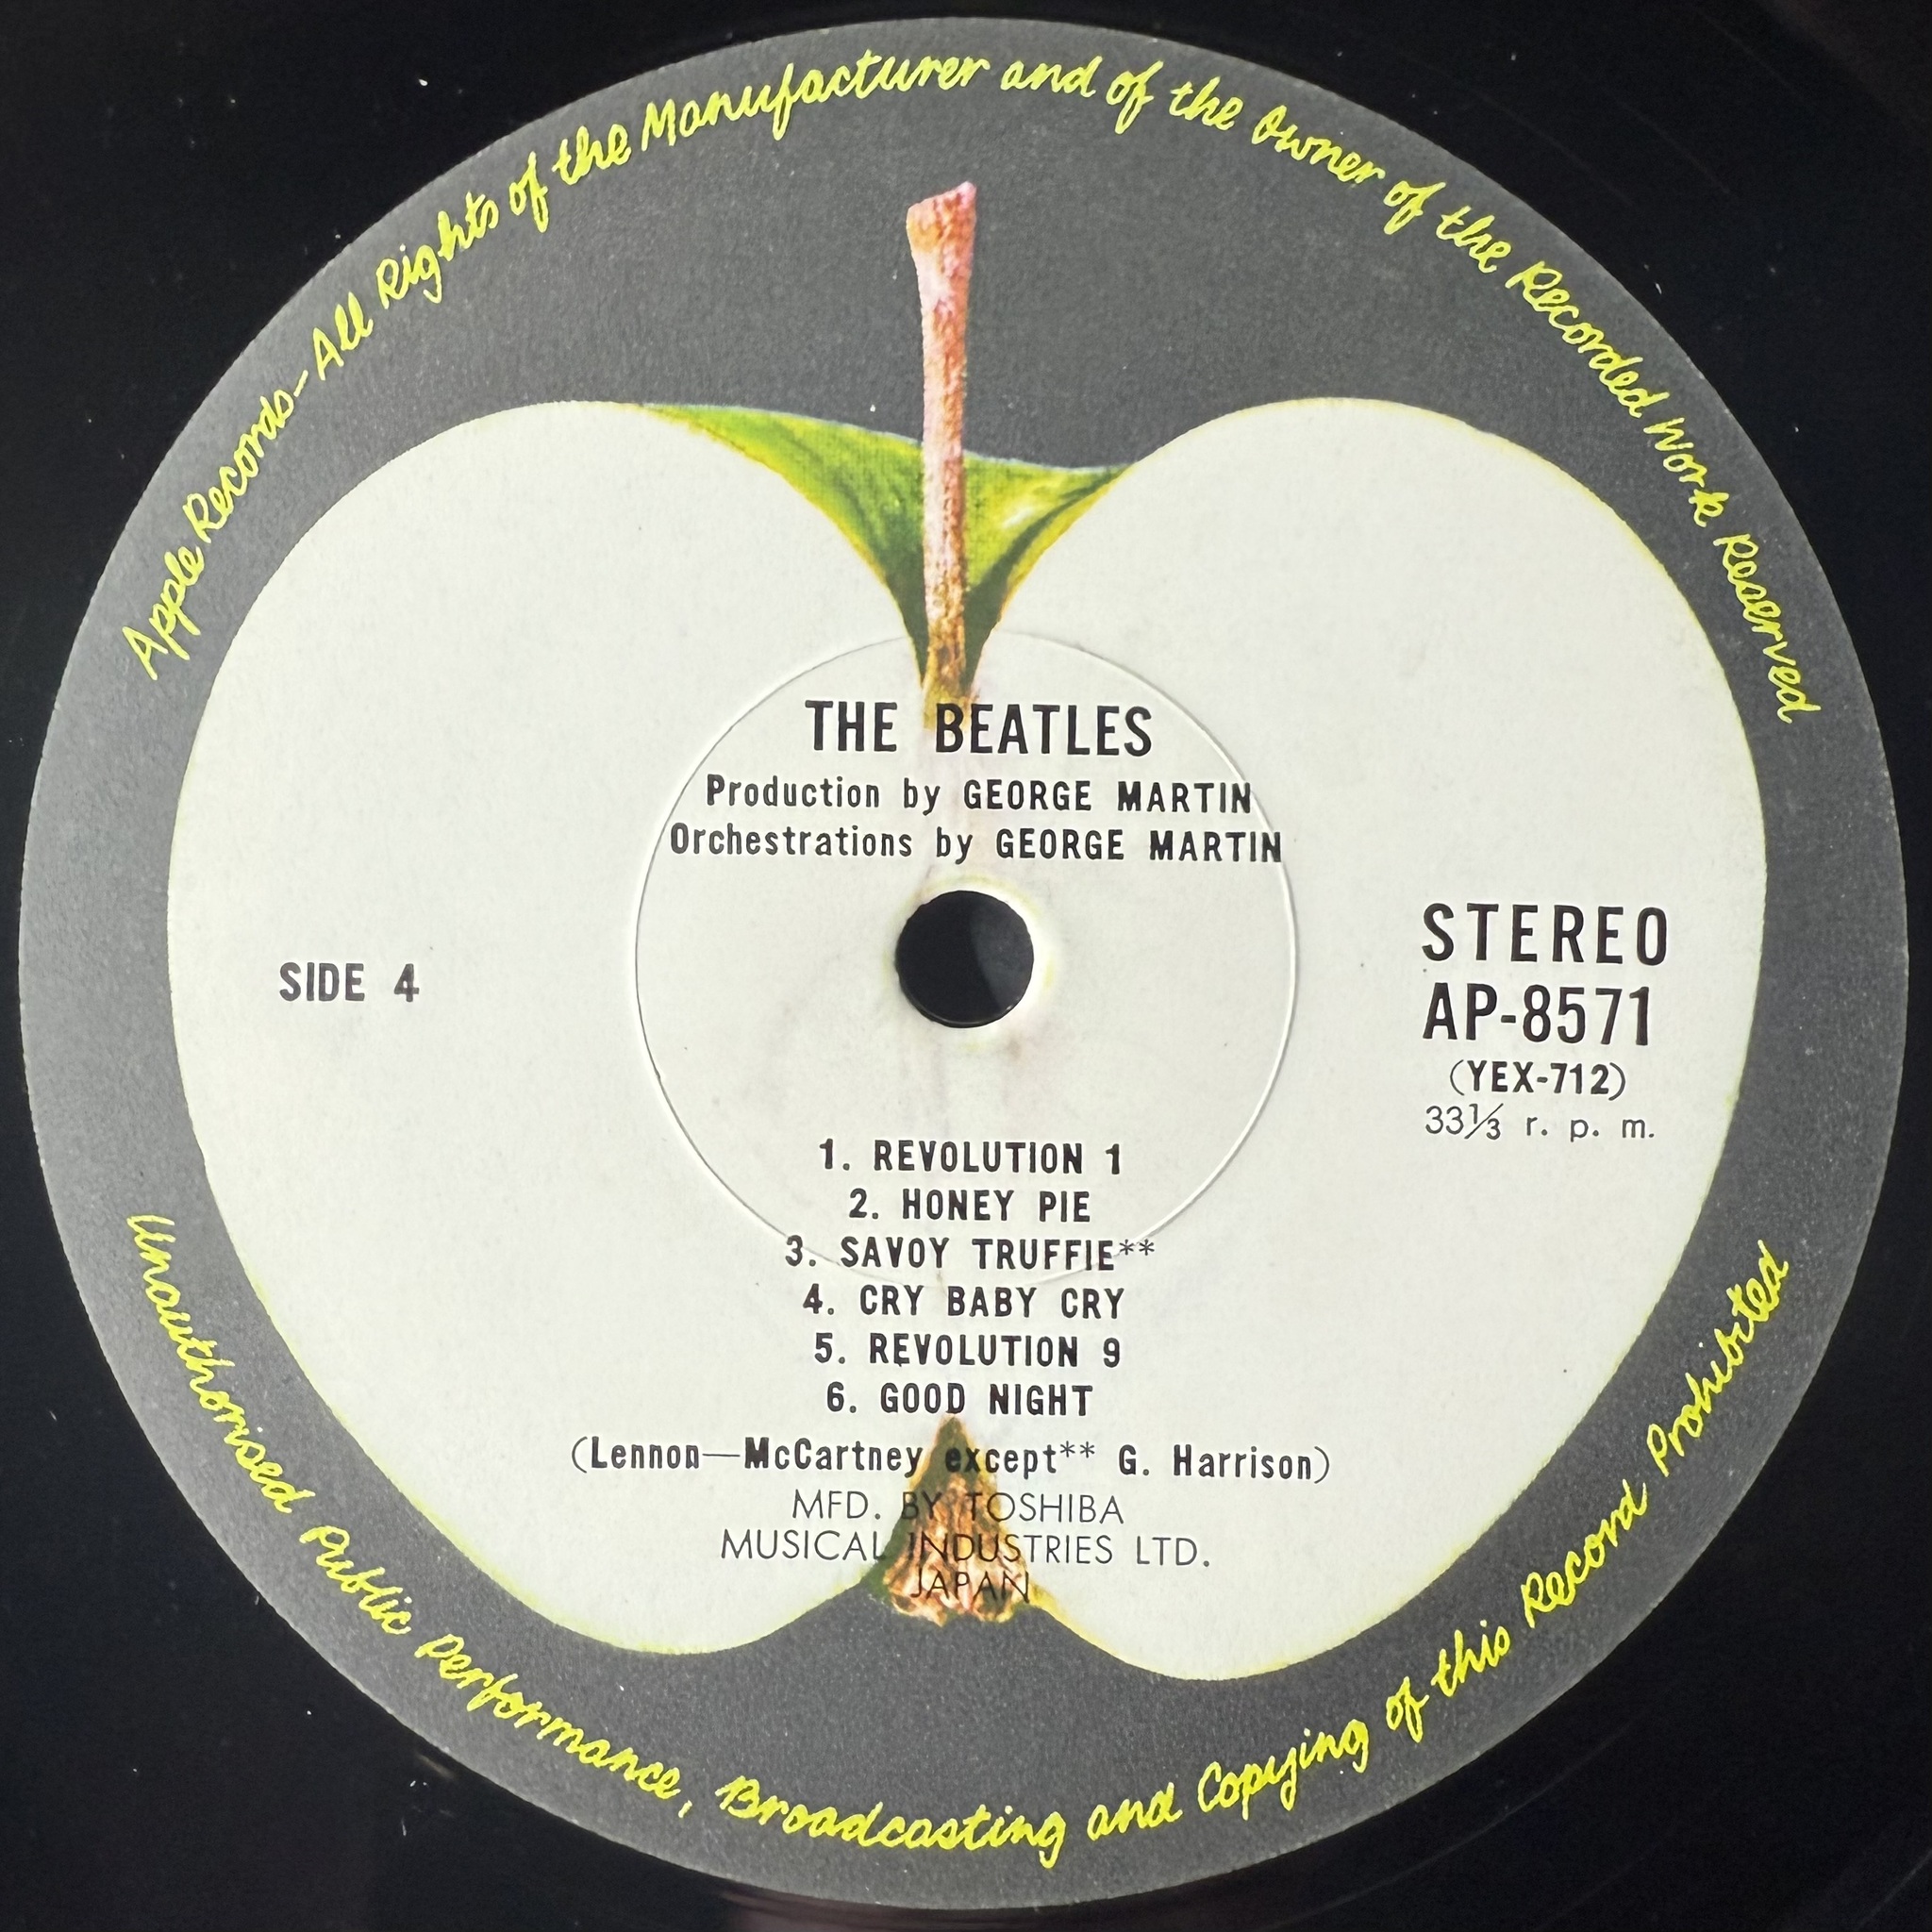 Apple Records—All Rights of the Manufacturer and of the Owner of the Recorded Work Reserved
THE BEATLES
Production by GEORGE MARTIN
Orchestrations by GEORGE MARTIN
SIDE 4
STEREO
AP-8571
(YEX-712)
33⅓ r. p. m.
1. REVOLUTION 1
2. HONEY PIE
3. SAVOY TRUFFIE**
4. CRY BABY CRY
5. REVOLUTION 9
6. GOOD NIGHT
(Lennon—McCartney except** G. Harrison)
MFD. BY TOSHIBA
MUSICAL INDUSTRIES LTD.
JAPAN
Unauthorised Public Performance, Broadcasting and Copying of this Record Prohibited